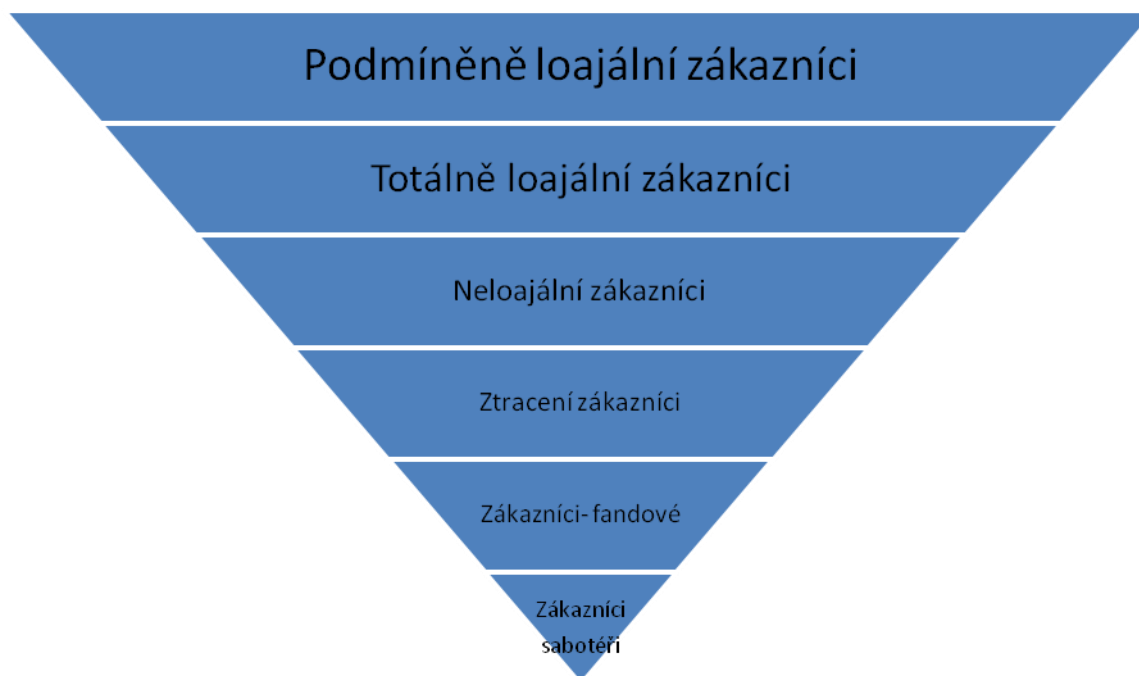 Podmíněně loajální zákazníci
Totálně loajální zákazníci
Neloajální zákazníci
Ztracení zákazníci
Zákazníci- fandové
Zákazníci
sabotéři